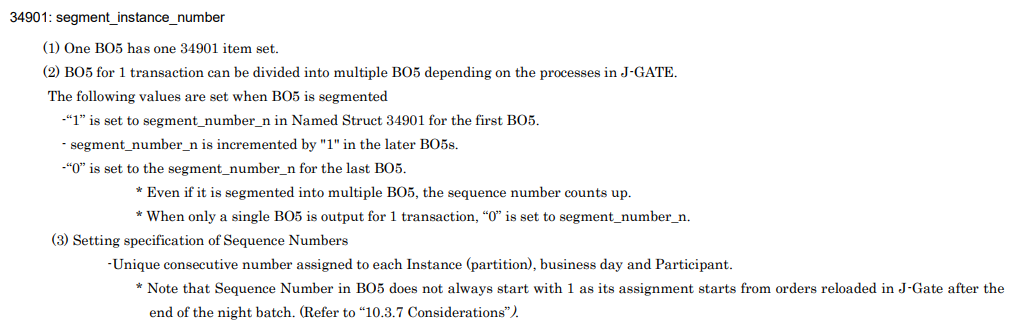 34901: segment_instance_number
(1) One BO5 has one 34901 item set.
(2) BO5 for 1 transaction can be divided into multiple BO5 depending on the processes in J-GATE.
The following values are set when BO5 is segmented
-“1” is set to segment_number_n in Named Struct 34901 for the first BO5.
- segment_number_n is incremented by "1" in the later BO5s.
-“0” is set to the segment_number_n for the last BO5.
* Even if it is segmented into multiple BO5, the sequence number counts up.
* When only a single BO5 is output for 1 transaction, “0” is set to segment_number_n.
(3) Setting specification of Sequence Numbers
-Unique consecutive number assigned to each Instance (partition), business day and Participant.
* Note that Sequence Number in BO5 does not always start with 1 as its assignment starts from orders reloaded in J-Gate after the
end of the night batch. (Refer to “10.3.7 Considerations”).